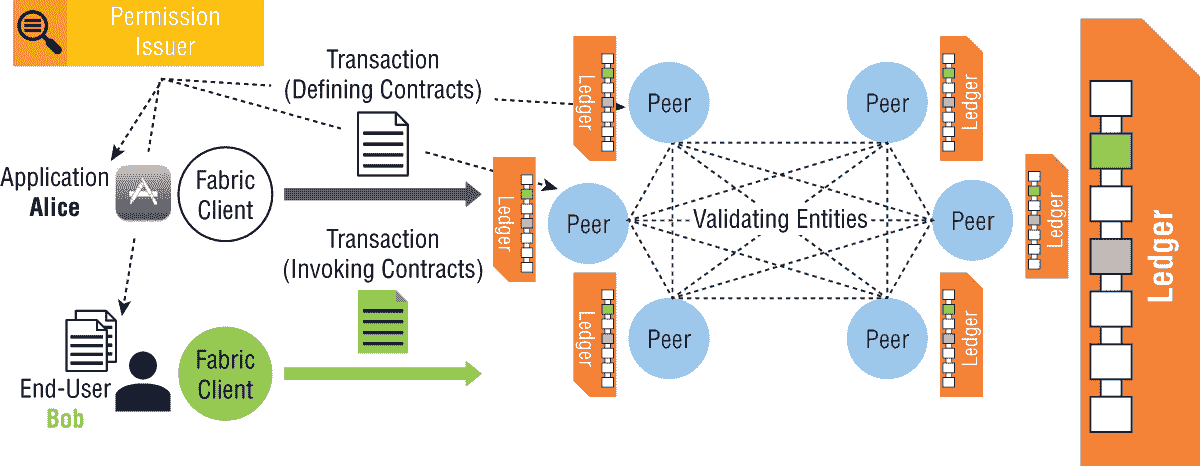 Permission
Issuer
Transaction
(Defining Contracts)
Application
Alice
Fabric
Client
Transaction
(Invoking Contracts)
End-User
Bob
Fabric
Client
Ledger
Peer
Peer
Ledger
Ledger
Peer
Validating Entities
Peer
Ledger
Ledger
Peer
Peer
Ledger
Ledger